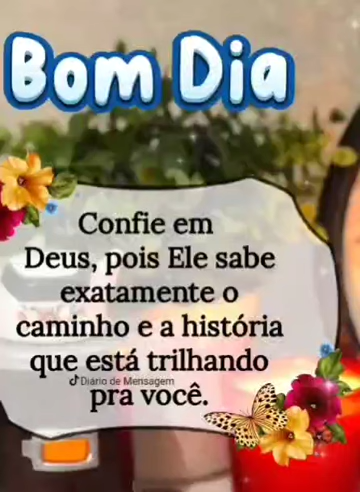 Bom Dia
Confie em
Deus, pois Ele sabe
exatamente o
caminho e a história
que está trilhando
Diário de Mensagem
pra você.